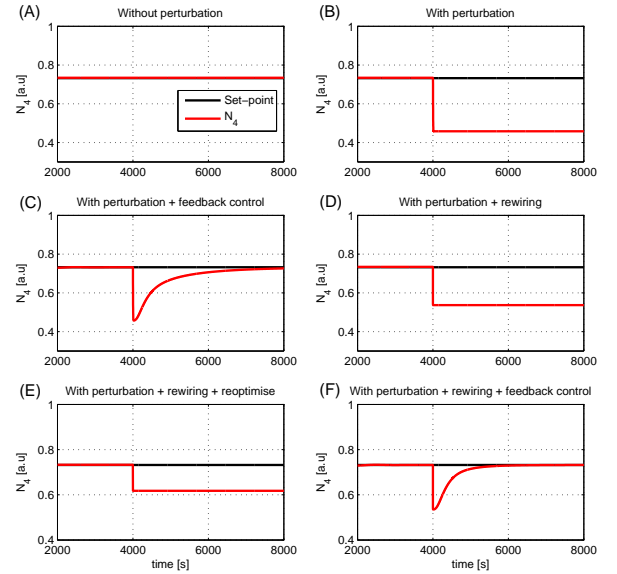 (A)
Without perturbation
N4 [a.u]
1
0.8
0.6
0.4
2000 4000 6000 8000
Set-point
N4
(B)
With perturbation
N4 [a.u]
1
0.8
0.6
0.4
2000 4000 6000 8000
(C)
With perturbation + feedback control
N4 [a.u]
1
0.8
0.6
0.4
2000 4000 6000 8000
(D)
With perturbation + rewiring
N4 [a.u]
1
0.8
0.6
0.4
2000 4000 6000 8000
time [s]
(E)
With perturbation + rewiring + reoptimise
N4 [a.u]
1
0.8
0.6
0.4
2000 4000 6000 8000
time [s]
(F)
With perturbation + rewiring + feedback control
N4 [a.u]
1
0.8
0.6
0.4
2000 4000 6000 8000
time [s]